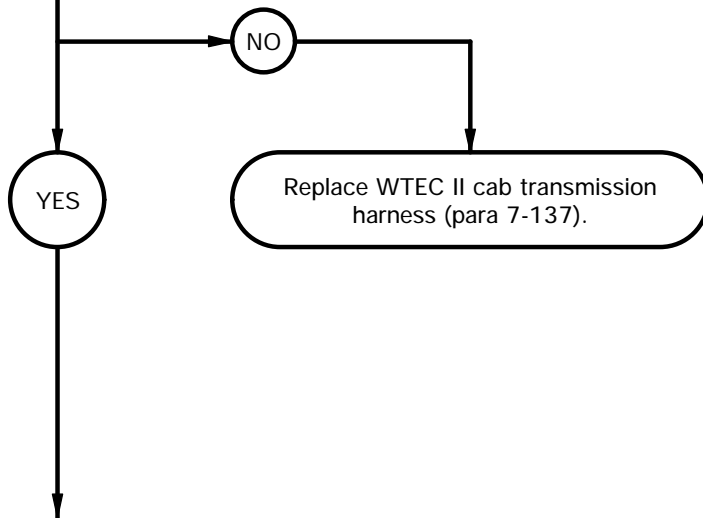 NO
YES
Replace WTEC II cab transmission
harness (para 7-137).